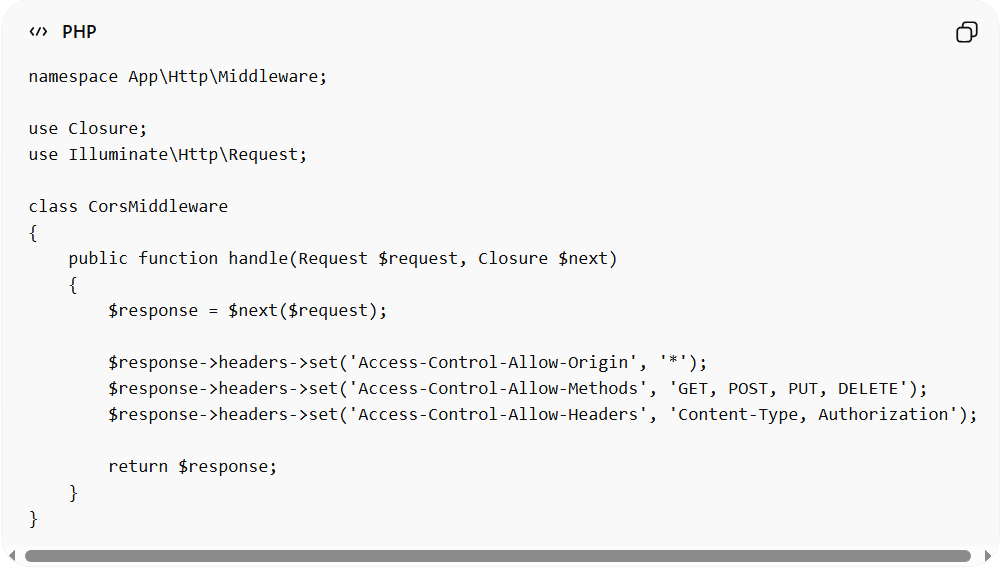 PHP
namespace App\Http\Middleware;
use Closure;
use Illuminate\Http\Request;
class CorsMiddleware
{
    public function handle(Request $request, Closure $next)
    {
        $response = $next($request);
        $response->headers->set('Access-Control-Allow-Origin', '*');
        $response->headers->set('Access-Control-Allow-Methods', 'GET, POST, PUT, DELETE');
        $response->headers->set('Access-Control-Allow-Headers', 'Content-Type, Authorization');
        return $response;
    }
}